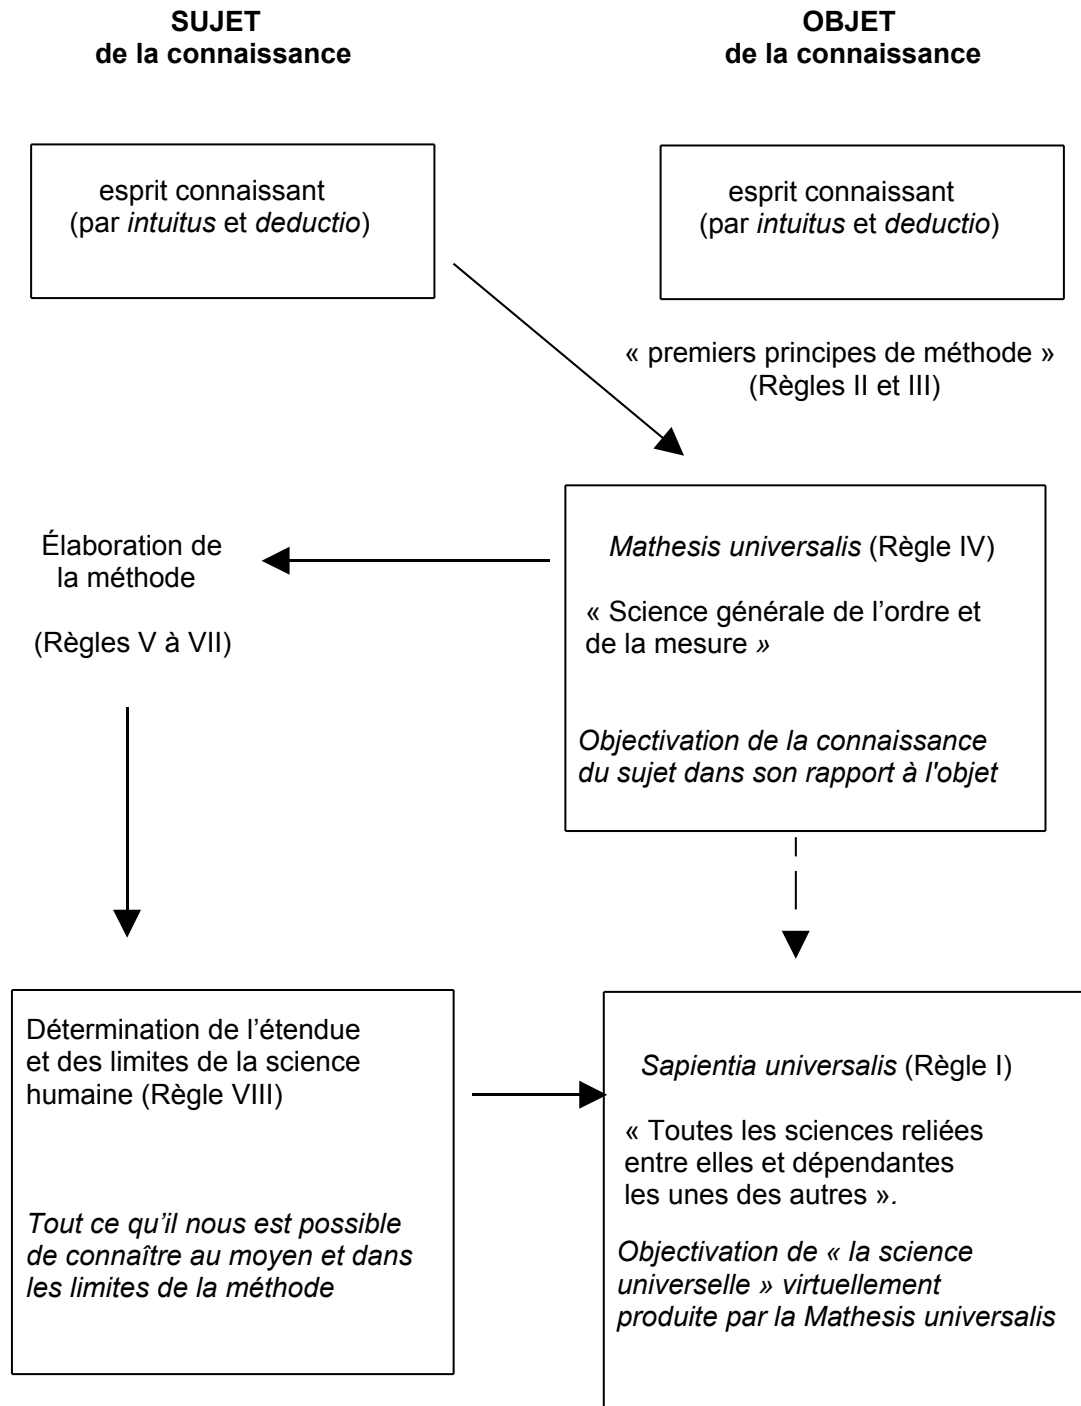 SUJET
de la connaissance
OBJET
de la connaissance
esprit connaissant
(par intuitus et deductio)
esprit connaissant
(par intuitus et deductio)
« premiers principes de méthode »
(Règles II et III)
Élaboration de
la méthode
(Règles V à VII)
Mathesis universalis (Règle IV)
« Science générale de l’ordre et
de la mesure »
Objectivation de la connaissance
du sujet dans son rapport à l'objet
Détermination de l’étendue
et des limites de la science
humaine (Règle VIII)
Tout ce qu’il nous est possible
de connaître au moyen et dans
les limites de la méthode
Sapientia universalis (Règle I)
« Toutes les sciences reliées
entre elles et dépendantes
les unes des autres ».
Objectivation de « la science
universelle » virtuellement
produite par la Mathesis universalis